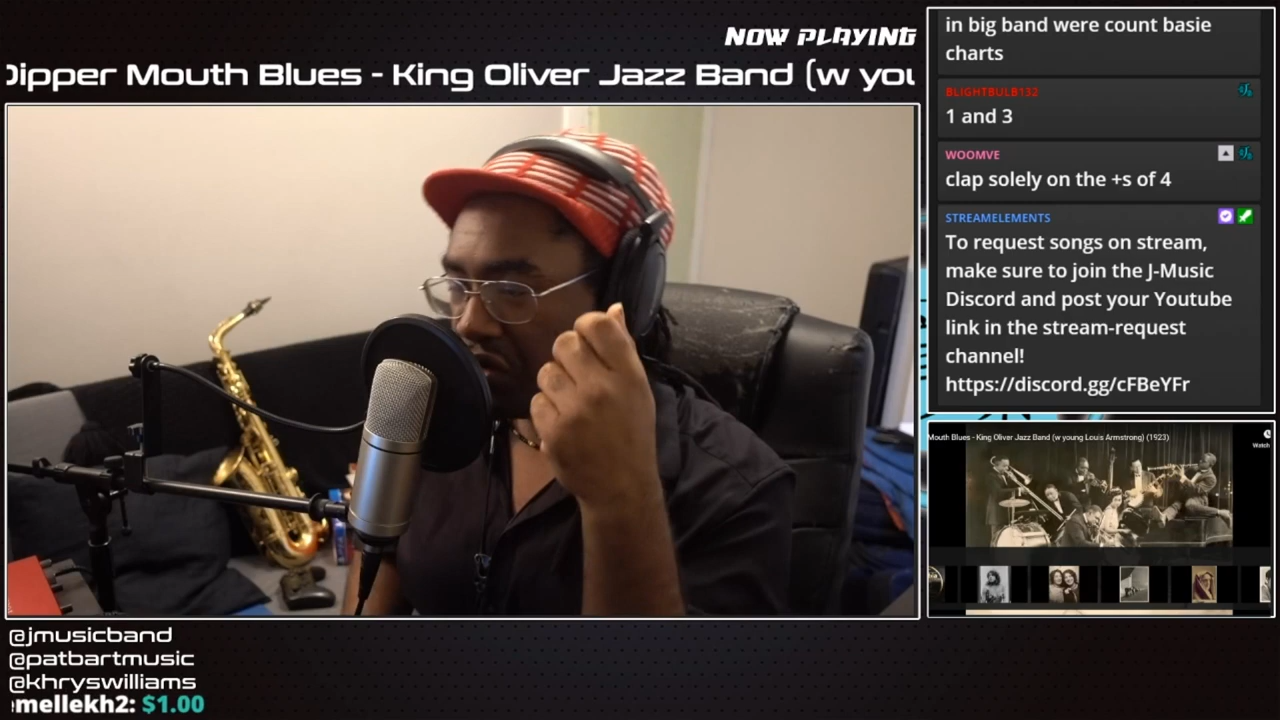 NOW PLAYING
Dipper Mouth Blues - King Oliver Jazz Band (w you
in big band were count basie
charts
BLIGHTBULB132
1 and 3
WOOMVE
clap solely on the +s of 4
STREAMELEMENTS
To request songs on stream,
make sure to join the J-Music
Discord and post your Youtube
link in the stream-request
channel!
https://discord.gg/cFBeYFr
Mouth Blues - King Oliver Jazz Band (w young Louis Armstrong) (1923)
Watch
@jmusicband
@patbartmusic
@khryswilliams
mellekh2: $1.00